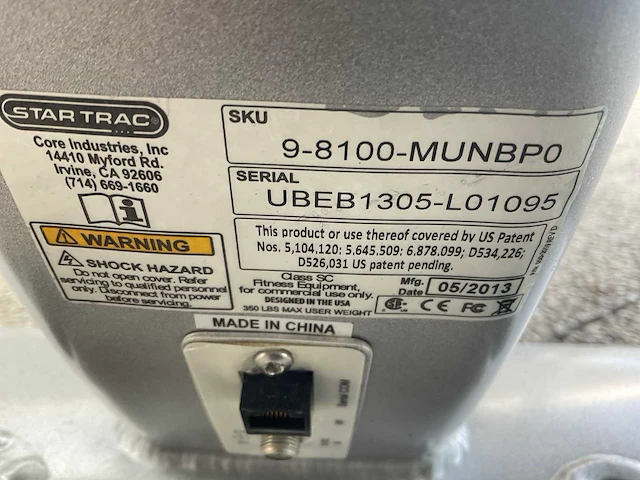 STAR TRAC
Core Industries, Inc
14410 Myford Rd.
Irvine, CA 92606
(714) 669-1660
WARNING
SHOCK HAZARD
Do not open cover. Refer
servicing to qualified personnel
only. Disconnect from power
before servicing.
SKU
9-8100-MUNBP0
SERIAL
UBEB1305-L01095
This product or use thereof covered by US Patent
Nos. 5,104,120; 5.645.509; 6.878.099; D534,226;
D526,031 US patent pending.
Class SC
Fitness Equipment,
for commercial use only.
DESIGNED IN THE USA
350 LBS MAX USER WEIGHT
Mfg.
Date
05/2013
CE FC
MADE IN CHINA
Serial COM